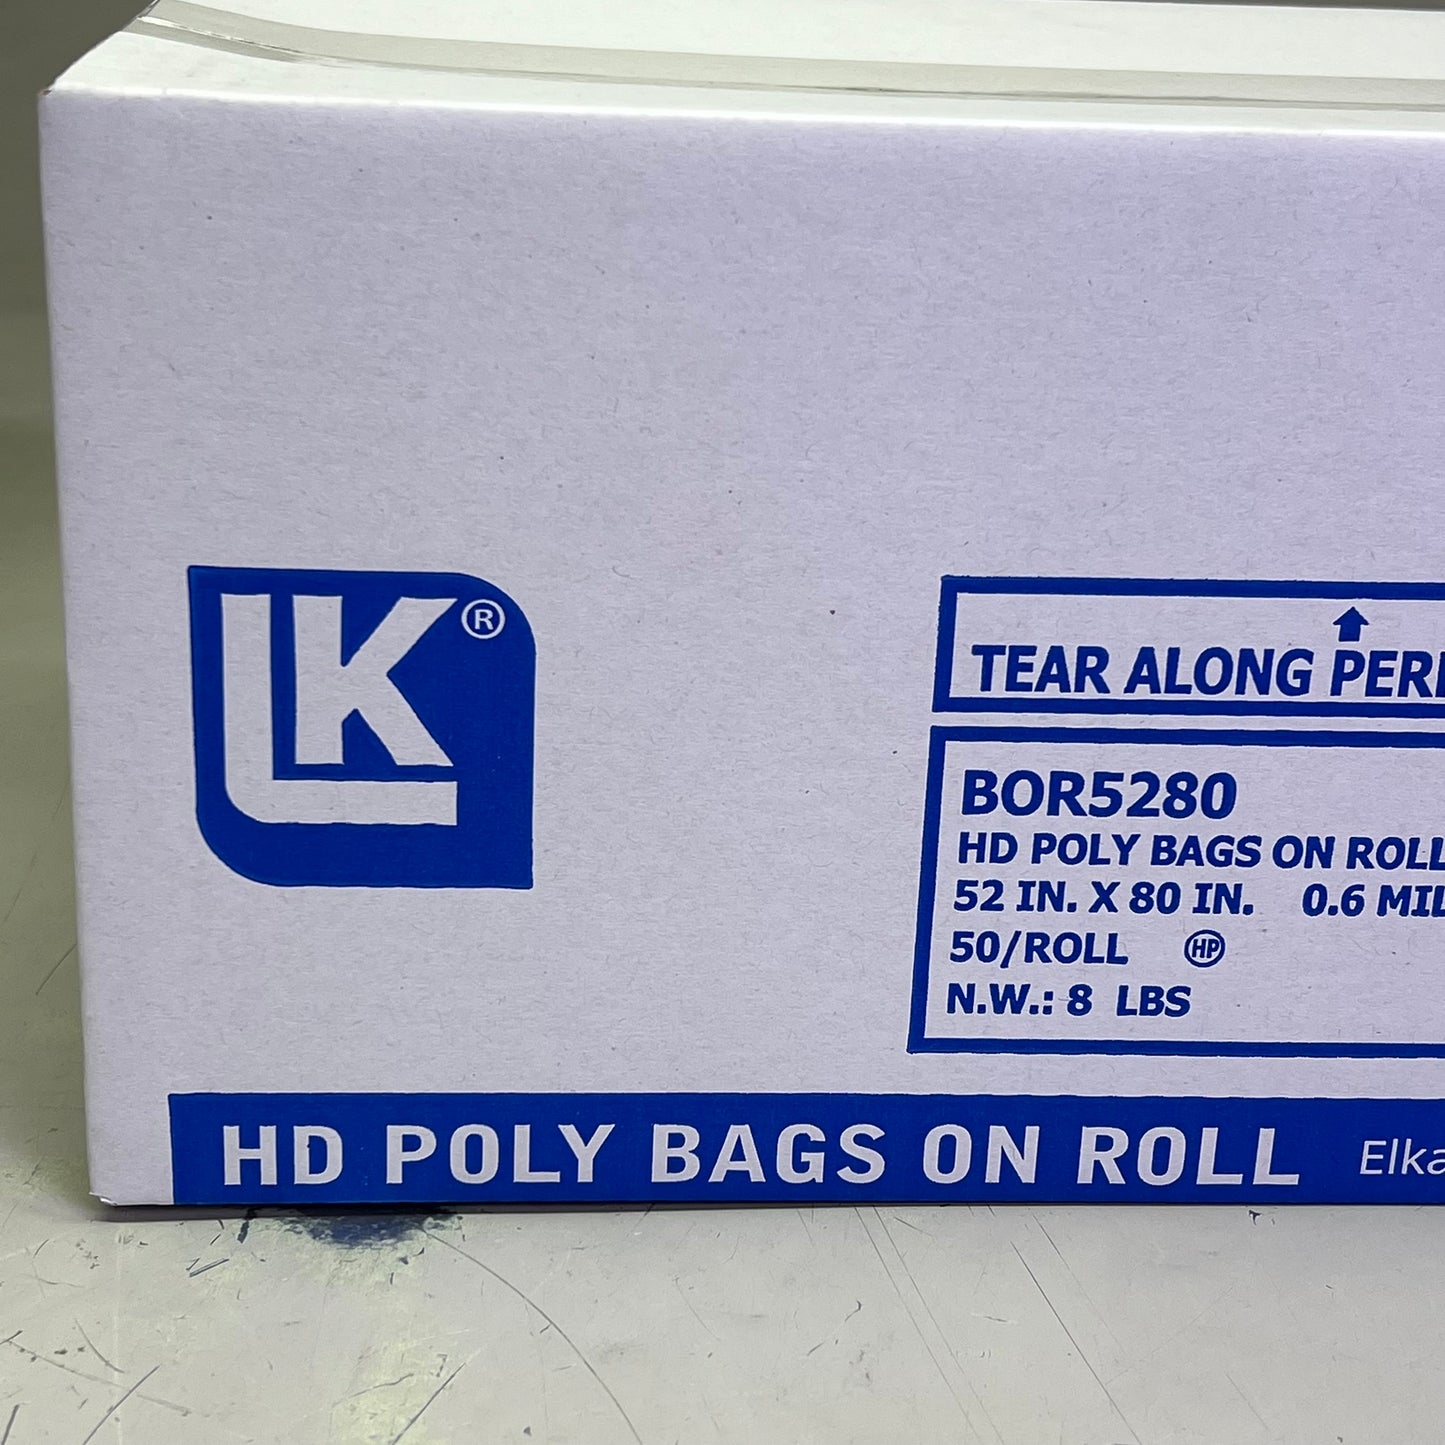 LK®
TEAR ALONG PERF
BOR5280
HD POLY BAGS ON ROLL
52 IN. X 80 IN. 0.6 MIL
50/ROLL HP
N.W.: 8 LBS
HD POLY BAGS ON ROLL